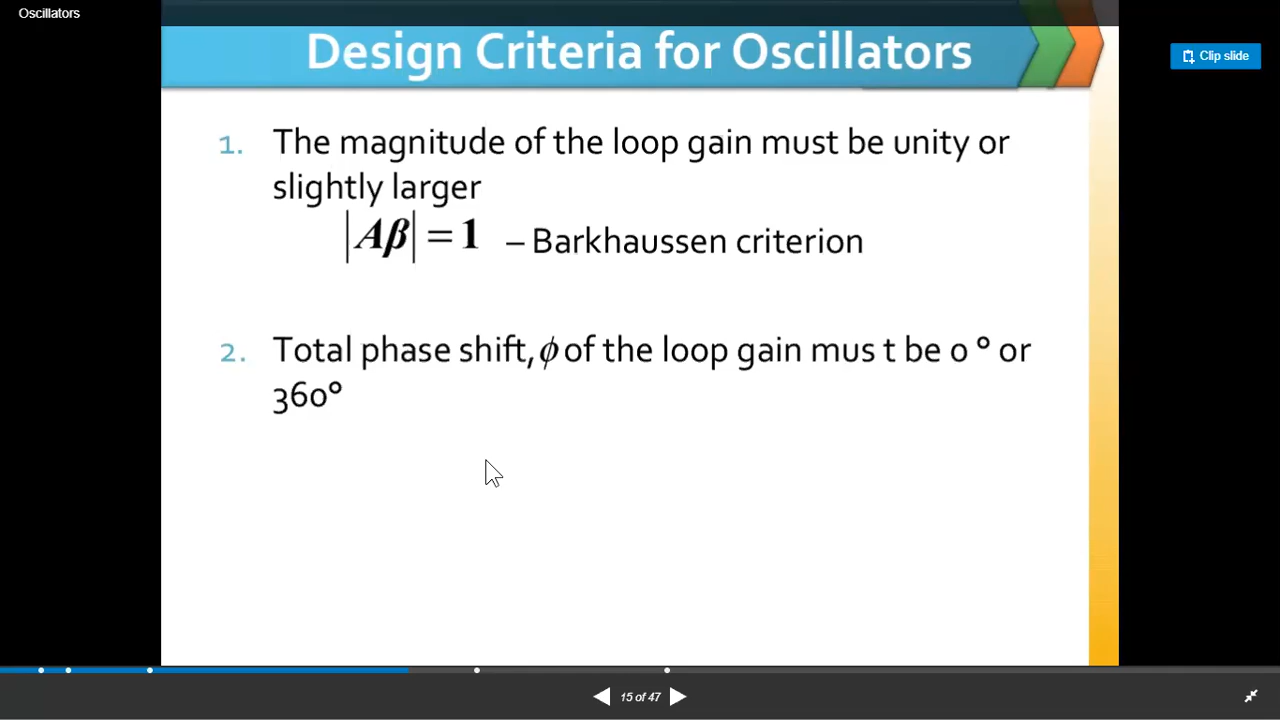 Oscillators
Design Criteria for Oscillators
Clip slide
1. The magnitude of the loop gain must be unity or
slightly larger
|Aβ| = 1 – Barkhaussen criterion
2. Total phase shift, ϕ of the loop gain mus t be 0 ° or
360°
15 of 47